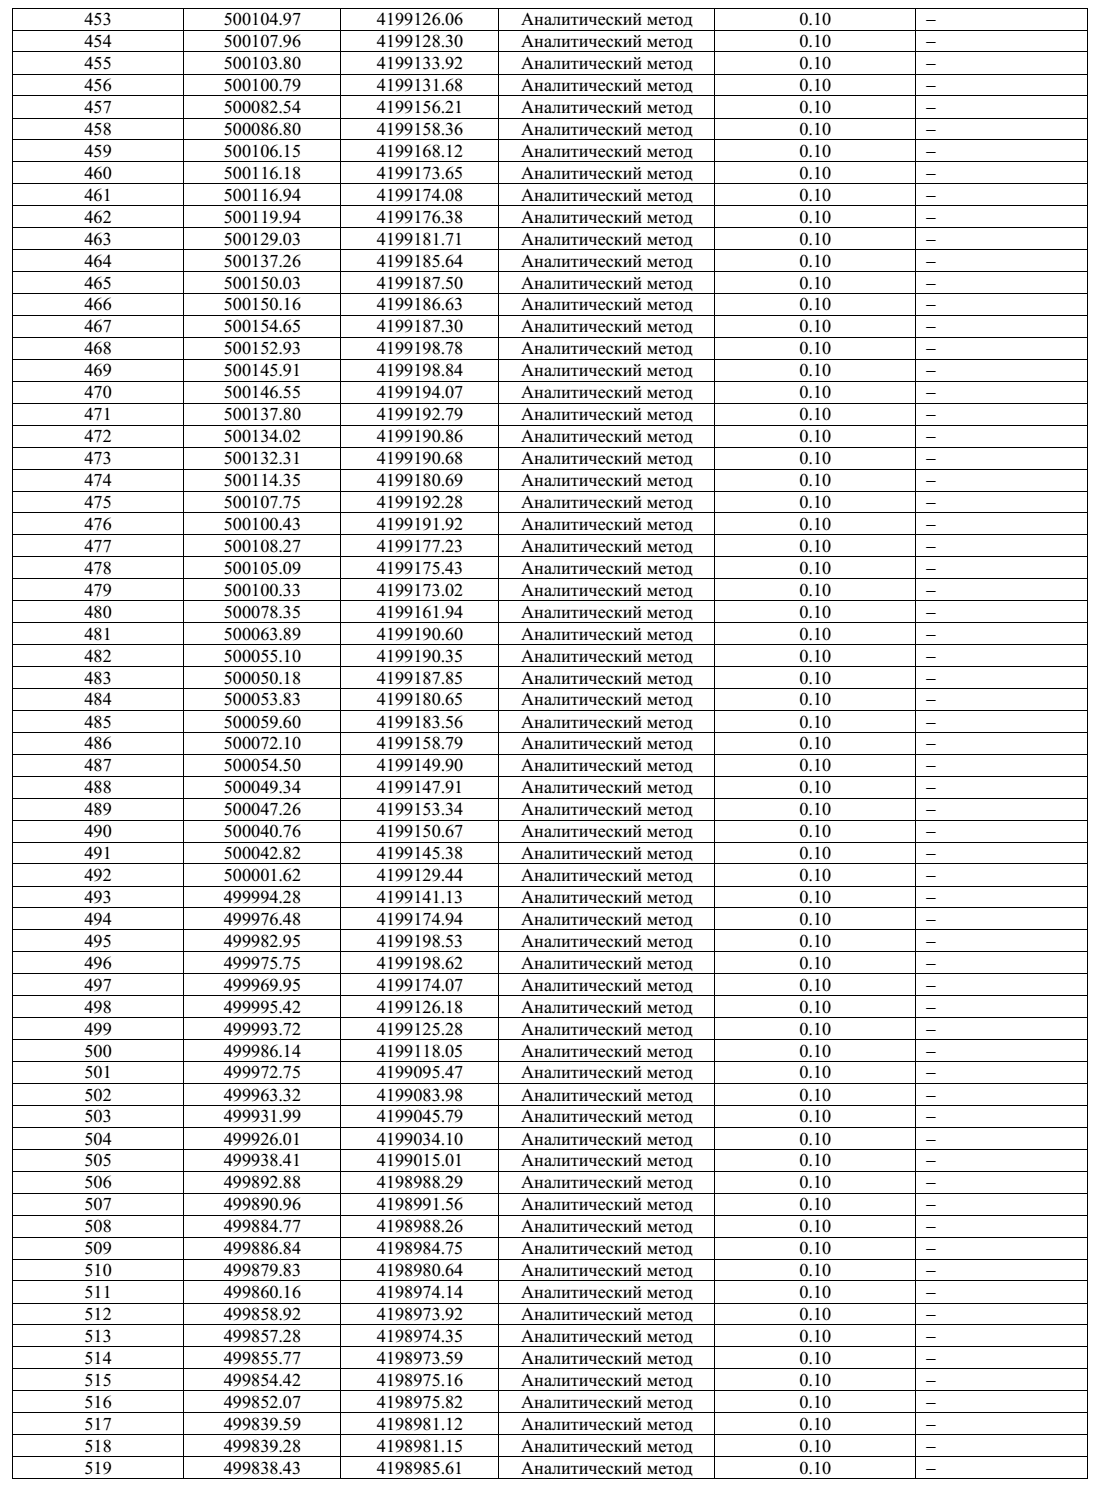 453 500104.97 4199126.06 Аналитический метод 0.10 –
454 500107.96 4199128.30 Аналитический метод 0.10 –
455 500103.80 4199133.92 Аналитический метод 0.10 –
456 500100.79 4199131.68 Аналитический метод 0.10 –
457 500082.54 4199156.21 Аналитический метод 0.10 –
458 500086.80 4199158.36 Аналитический метод 0.10 –
459 500106.15 4199168.12 Аналитический метод 0.10 –
460 500116.18 4199173.65 Аналитический метод 0.10 –
461 500116.94 4199174.08 Аналитический метод 0.10 –
462 500119.94 4199176.38 Аналитический метод 0.10 –
463 500129.03 4199181.71 Аналитический метод 0.10 –
464 500137.26 4199185.64 Аналитический метод 0.10 –
465 500150.03 4199187.50 Аналитический метод 0.10 –
466 500150.16 4199186.63 Аналитический метод 0.10 –
467 500154.65 4199187.30 Аналитический метод 0.10 –
468 500152.93 4199198.78 Аналитический метод 0.10 –
469 500145.91 4199198.84 Аналитический метод 0.10 –
470 500146.55 4199194.07 Аналитический метод 0.10 –
471 500137.80 4199192.79 Аналитический метод 0.10 –
472 500134.02 4199190.86 Аналитический метод 0.10 –
473 500132.31 4199190.68 Аналитический метод 0.10 –
474 500114.35 4199180.69 Аналитический метод 0.10 –
475 500107.75 4199192.28 Аналитический метод 0.10 –
476 500100.43 4199191.92 Аналитический метод 0.10 –
477 500108.27 4199177.23 Аналитический метод 0.10 –
478 500105.09 4199175.43 Аналитический метод 0.10 –
479 500100.33 4199173.02 Аналитический метод 0.10 –
480 500078.35 4199161.94 Аналитический метод 0.10 –
481 500063.89 4199190.60 Аналитический метод 0.10 –
482 500055.10 4199190.35 Аналитический метод 0.10 –
483 500050.18 4199187.85 Аналитический метод 0.10 –
484 500053.83 4199180.65 Аналитический метод 0.10 –
485 500059.60 4199183.56 Аналитический метод 0.10 –
486 500072.10 4199158.79 Аналитический метод 0.10 –
487 500054.50 4199149.90 Аналитический метод 0.10 –
488 500049.34 4199147.91 Аналитический метод 0.10 –
489 500047.26 4199153.34 Аналитический метод 0.10 –
490 500040.76 4199150.67 Аналитический метод 0.10 –
491 500042.82 4199145.38 Аналитический метод 0.10 –
492 500001.62 4199129.44 Аналитический метод 0.10 –
493 499994.28 4199141.13 Аналитический метод 0.10 –
494 499976.48 4199174.94 Аналитический метод 0.10 –
495 499982.95 4199198.53 Аналитический метод 0.10 –
496 499975.75 4199198.62 Аналитический метод 0.10 –
497 499969.95 4199174.07 Аналитический метод 0.10 –
498 499995.42 4199126.18 Аналитический метод 0.10 –
499 499993.72 4199125.28 Аналитический метод 0.10 –
500 499986.14 4199118.05 Аналитический метод 0.10 –
501 499972.75 4199095.47 Аналитический метод 0.10 –
502 499963.32 4199083.98 Аналитический метод 0.10 –
503 499931.99 4199045.79 Аналитический метод 0.10 –
504 499926.01 4199034.10 Аналитический метод 0.10 –
505 499938.41 4199015.01 Аналитический метод 0.10 –
506 499892.88 4198988.29 Аналитический метод 0.10 –
507 499890.96 4198991.56 Аналитический метод 0.10 –
508 499884.77 4198988.26 Аналитический метод 0.10 –
509 499886.84 4198984.75 Аналитический метод 0.10 –
510 499879.83 4198980.64 Аналитический метод 0.10 –
511 499860.16 4198974.14 Аналитический метод 0.10 –
512 499858.92 4198973.92 Аналитический метод 0.10 –
513 499857.28 4198974.35 Аналитический метод 0.10 –
514 499855.77 4198973.59 Аналитический метод 0.10 –
515 499854.42 4198975.16 Аналитический метод 0.10 –
516 499852.07 4198975.82 Аналитический метод 0.10 –
517 499839.59 4198981.12 Аналитический метод 0.10 –
518 499839.28 4198981.15 Аналитический метод 0.10 –
519 499838.43 4198985.61 Аналитический метод 0.10 –